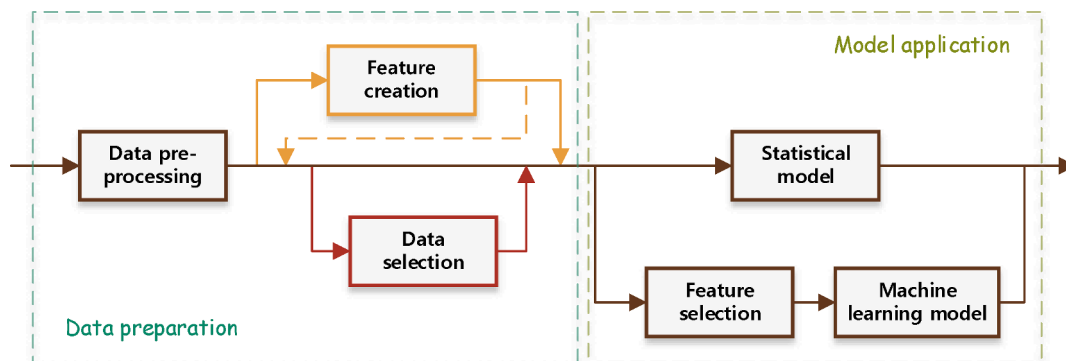 Model application
Feature
creation
Data pre-
processing
Statistical
model
Data
selection
Feature
selection
Machine
learning model
Data preparation